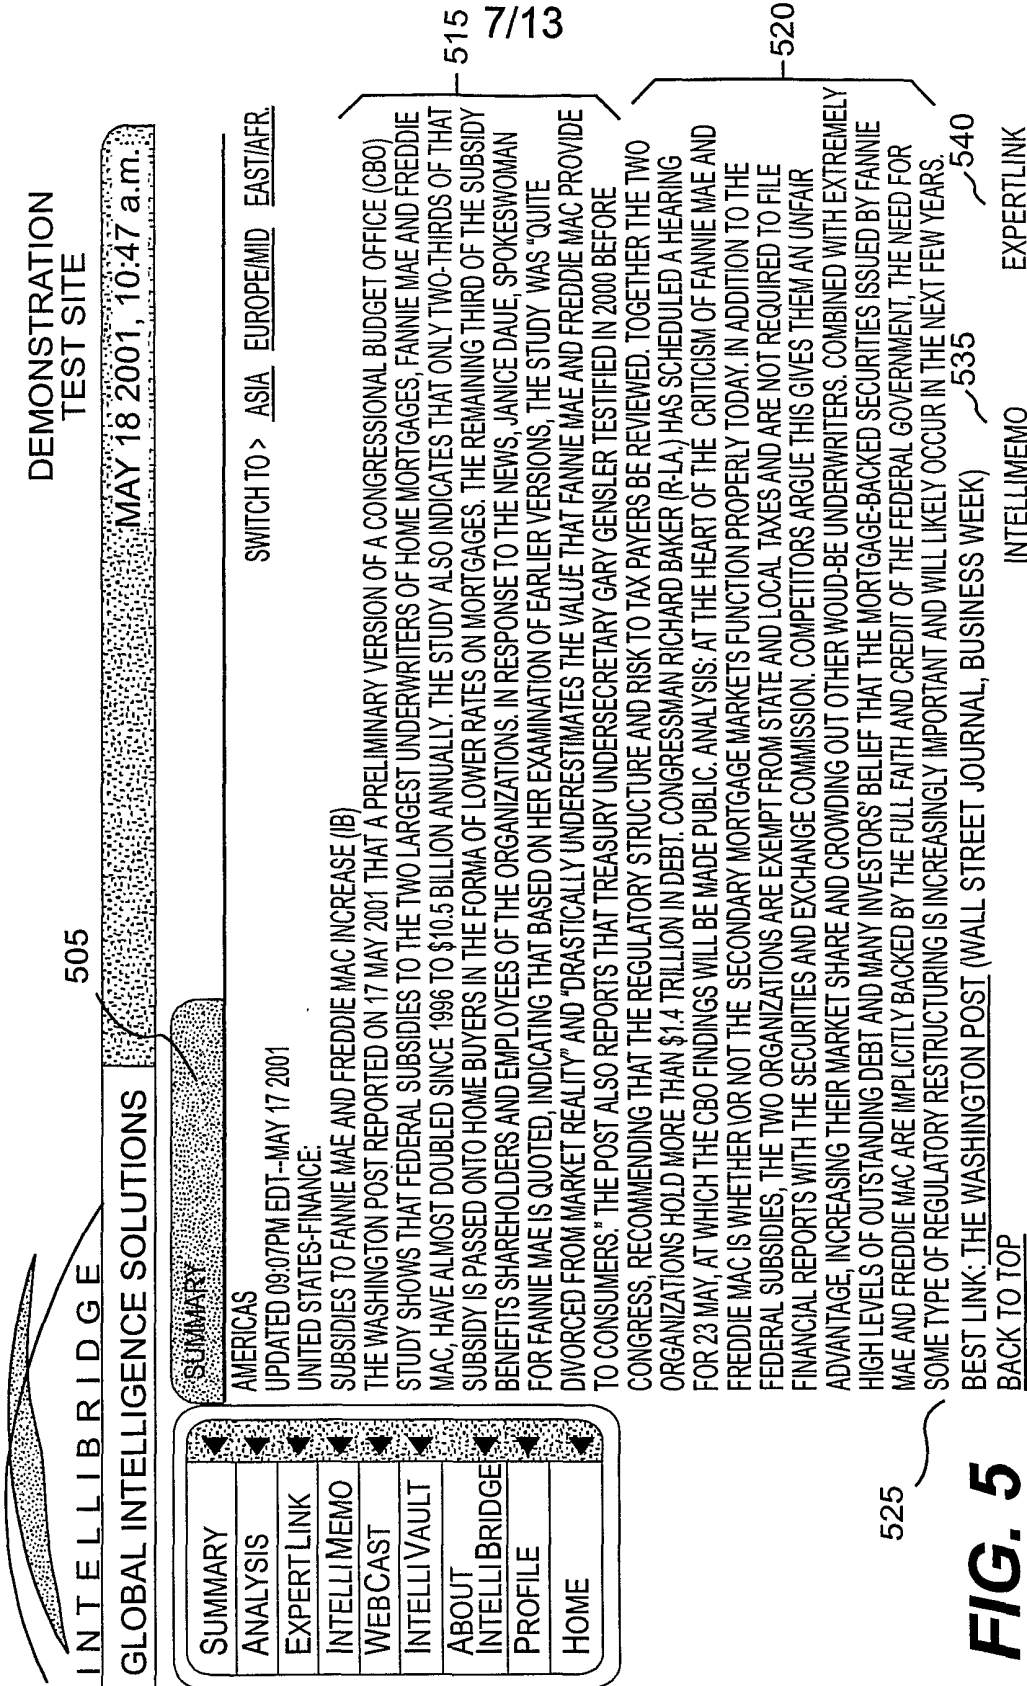 7/13
DEMONSTRATION
TEST SITE
INTELLIBRIDGE
GLOBAL INTELLIGENCE SOLUTIONS
MAY 18 2001, 10:47 a.m.
505
SUMMARY
SUMMARY
ANALYSIS
EXPERTLINK
INTELLIMEMO
WEBCAST
INTELLIVAULT
ABOUT
INTELLIBRIDGE
PROFILE
HOME
AMERICAS
SWITCH TO > ASIA EUROPE/MID EAST/AFR.
UPDATED 09:07PM EDT--MAY 17 2001
UNITED STATES-FINANCE:
SUBSIDIES TO FANNIE MAE AND FREDDIE MAC INCREASE (IB)
THE WASHINGTON POST REPORTED ON 17 MAY 2001 THAT A PRELIMINARY VERSION OF A CONGRESSIONAL BUDGET OFFICE (CBO)
STUDY SHOWS THAT FEDERAL SUBSIDIES TO THE TWO LARGEST UNDERWRITERS OF HOME MORTGAGES, FANNIE MAE AND FREDDIE
MAC, HAVE ALMOST DOUBLED SINCE 1996 TO $10.5 BILLION ANNUALLY. THE STUDY ALSO INDICATES THAT ONLY TWO-THIRDS OF THAT
SUBSIDY IS PASSED ONTO HOME BUYERS IN THE FORMA OF LOWER RATES ON MORTGAGES. THE REMAINING THIRD OF THE SUBSIDY
BENEFITS SHAREHOLDERS AND EMPLOYEES OF THE ORGANIZATIONS. IN RESPONSE TO THE NEWS, JANICE DAUE, SPOKESWOMAN
FOR FANNIE MAE IS QUOTED, INDICATING THAT BASED ON HER EXAMINATION OF EARLIER VERSIONS, THE STUDY WAS "QUITE
DIVORCED FROM MARKET REALITY" AND "DRASTICALLY UNDERESTIMATES THE VALUE THAT FANNIE MAE AND FREDDIE MAC PROVIDE
TO CONSUMERS." THE POST ALSO REPORTS THAT TREASURY UNDERSECRETARY GARY GENSLER TESTIFIED IN 2000 BEFORE
CONGRESS, RECOMMENDING THAT THE REGULATORY STRUCTURE AND RISK TO TAX PAYERS BE REVIEWED. TOGETHER THE TWO
ORGANIZATIONS HOLD MORE THAN $1.4 TRILLION IN DEBT. CONGRESSMAN RICHARD BAKER (R-LA) HAS SCHEDULED A HEARING
FOR 23 MAY, AT WHICH THE CBO FINDINGS WILL BE MADE PUBLIC. ANALYSIS: AT THE HEART OF THE CRITICISM OF FANNIE MAE AND
FREDDIE MAC IS WHETHER OR NOT THE SECONDARY MORTGAGE MARKETS FUNCTION PROPERLY TODAY. IN ADDITION TO THE
FEDERAL SUBSIDIES, THE TWO ORGANIZATIONS ARE EXEMPT FROM STATE AND LOCAL TAXES AND ARE NOT REQUIRED TO FILE
FINANCIAL REPORTS WITH THE SECURITIES AND EXCHANGE COMMISSION. COMPETITORS ARGUE THIS GIVES THEM AN UNFAIR
ADVANTAGE, INCREASING THEIR MARKET SHARE AND CROWDING OUT OTHER WOUD-BE UNDERWRITERS. COMBINED WITH EXTREMELY
HIGH LEVELS OF OUTSTANDING DEBT AND MANY INVESTORS' BELIEF THAT THE MORTGAGE-BACKED SECURITIES ISSUED BY FANNIE
MAE AND FREDDIE MAC ARE IMPLICITLY BACKED BY THE FULL FAITH AND CREDIT OF THE FEDERAL GOVERNMENT, THE NEED FOR
SOME TYPE OF REGULATORY RESTRUCTURING IS INCREASINGLY IMPORTANT AND WILL LIKELY OCCUR IN THE NEXT FEW YEARS.
BEST LINK: THE WASHINGTON POST (WALL STREET JOURNAL, BUSINESS WEEK)
BACK TO TOP
INTELLIMEMO
EXPERTLINK
515
520
525
535
540
FIG. 5